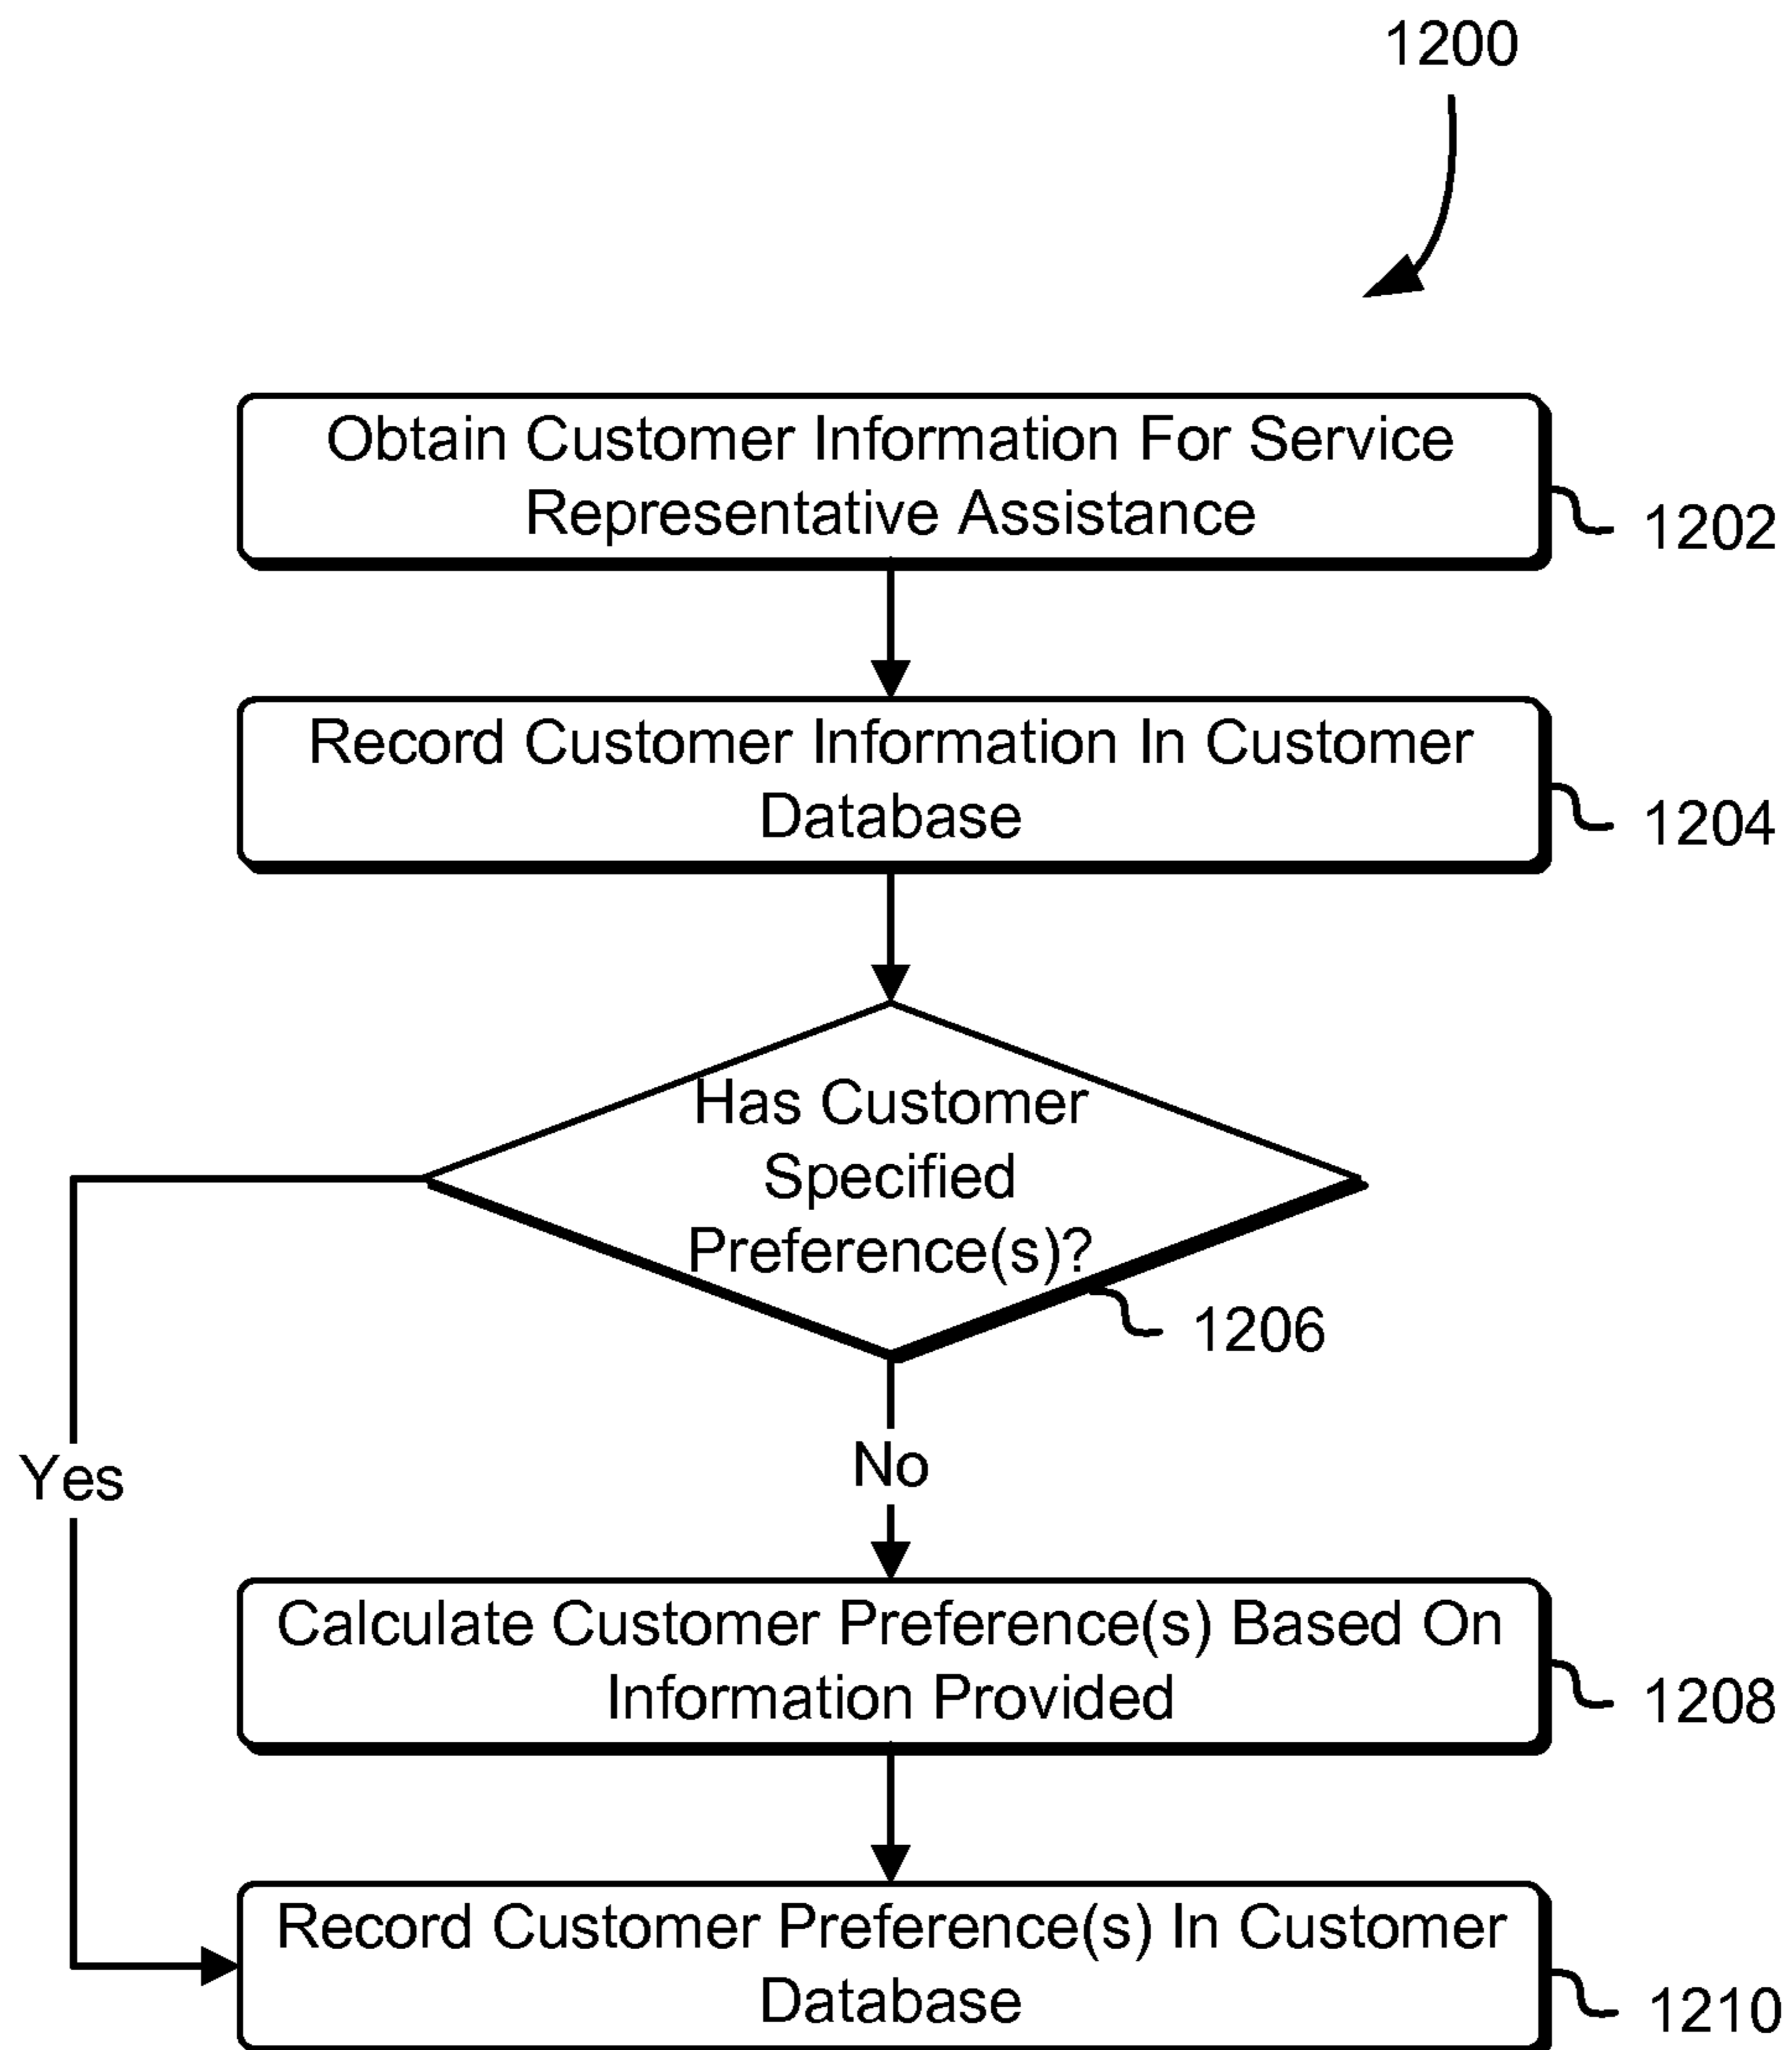 1200
Obtain Customer Information For Service
Representative Assistance
1202
Record Customer Information In Customer
Database
1204
Has Customer
Specified
Preference(s)?
1206
Yes
No
Calculate Customer Preference(s) Based On
Information Provided
1208
Record Customer Preference(s) In Customer
Database
1210